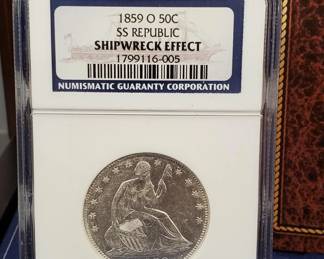 1859 O 50C
SS REPUBLIC
SHIPWRECK EFFECT
1799116-005
NUMISMATIC GUARANTY CORPORATION